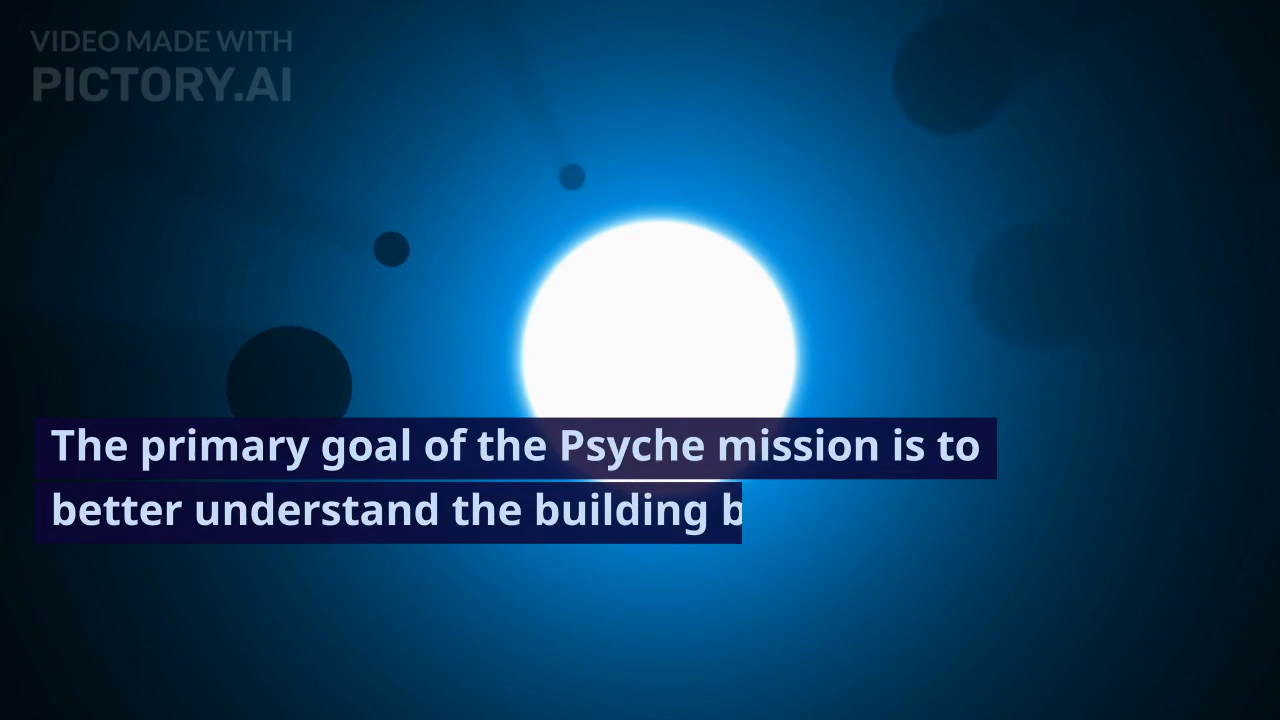 VIDEO MADE WITH
PICTORY.AI
The primary goal of the Psyche mission is to
better understand the building b